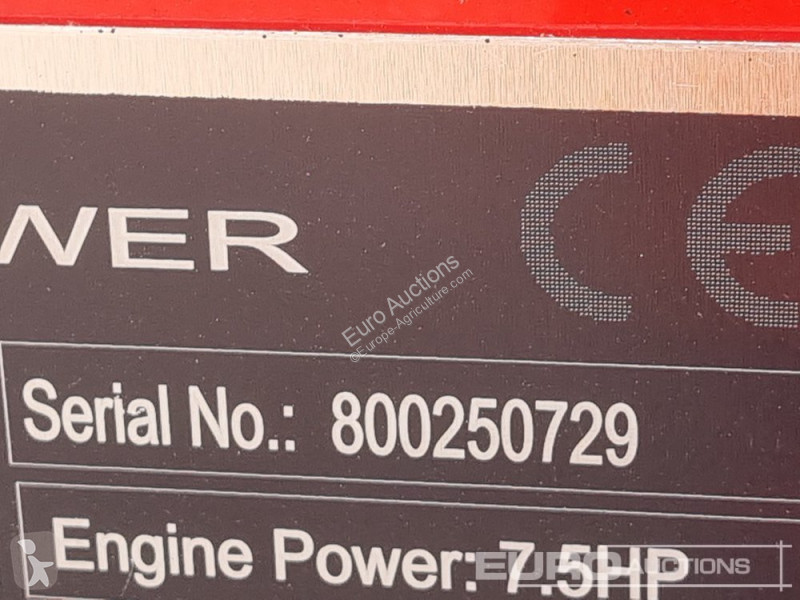 WER
CE
Euro Auctions
©Europe-Agriculture.com
Serial No.: 800250729
Engine Power: 7.5HP
EURO AUCTIONS